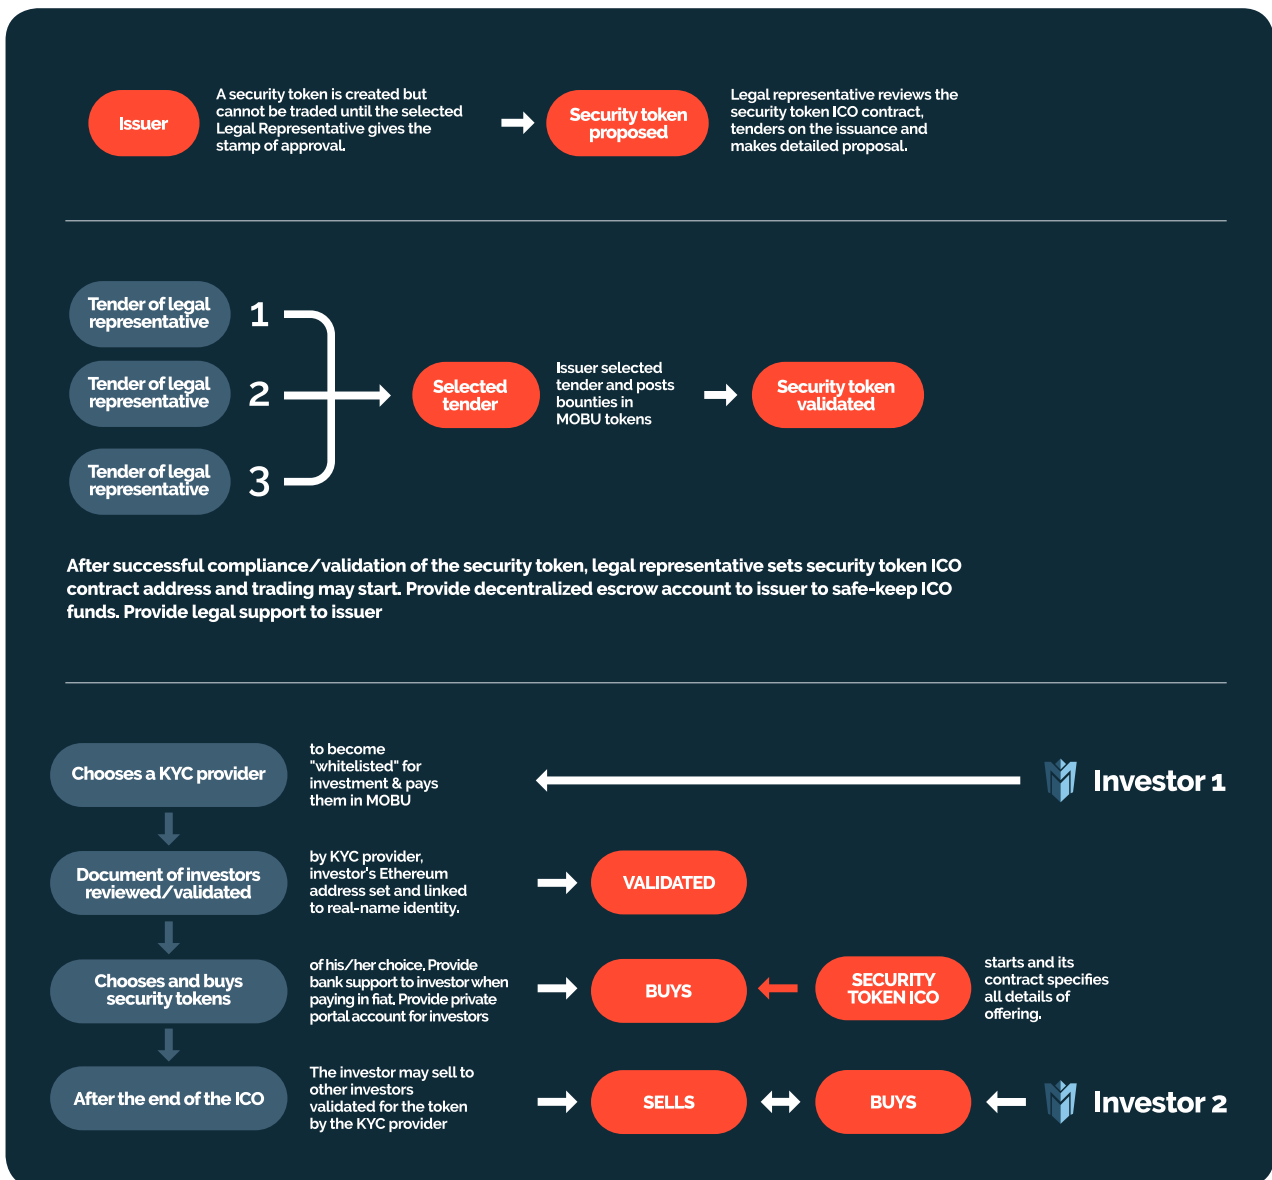 Issuer
A security token is created but
cannot be traded until the selected
Legal Representative gives the
stamp of approval.
Security token
proposed
Legal representative reviews the
security token ICO contract,
tenders on the issuance and
makes detailed proposal.
Tender of legal
representative
1
Tender of legal
representative
2
Tender of legal
representative
3
Selected
tender
Issuer selected
tender and posts
bounties in
MOBU tokens
Security token
validated
After successful compliance/validation of the security token, legal representative sets security token ICO
contract address and trading may start. Provide decentralized escrow account to issuer to safe-keep ICO
funds. Provide legal support to issuer
Chooses a KYC provider
to become
"whitelisted" for
investment & pays
them in MOBU
Investor 1
Document of investors
reviewed/validated
by KYC provider,
investor's Ethereum
address set and linked
to real-name identity.
VALIDATED
Chooses and buys
security tokens
of his/her choice. Provide
bank support to investor when
paying in fiat. Provide private
portal account for investors
BUYS
SECURITY
TOKEN ICO
starts and its
contract specifies
all details of
offering.
After the end of the ICO
The investor may sell to
other investors
validated for the token
by the KYC provider
SELLS
BUYS
Investor 2